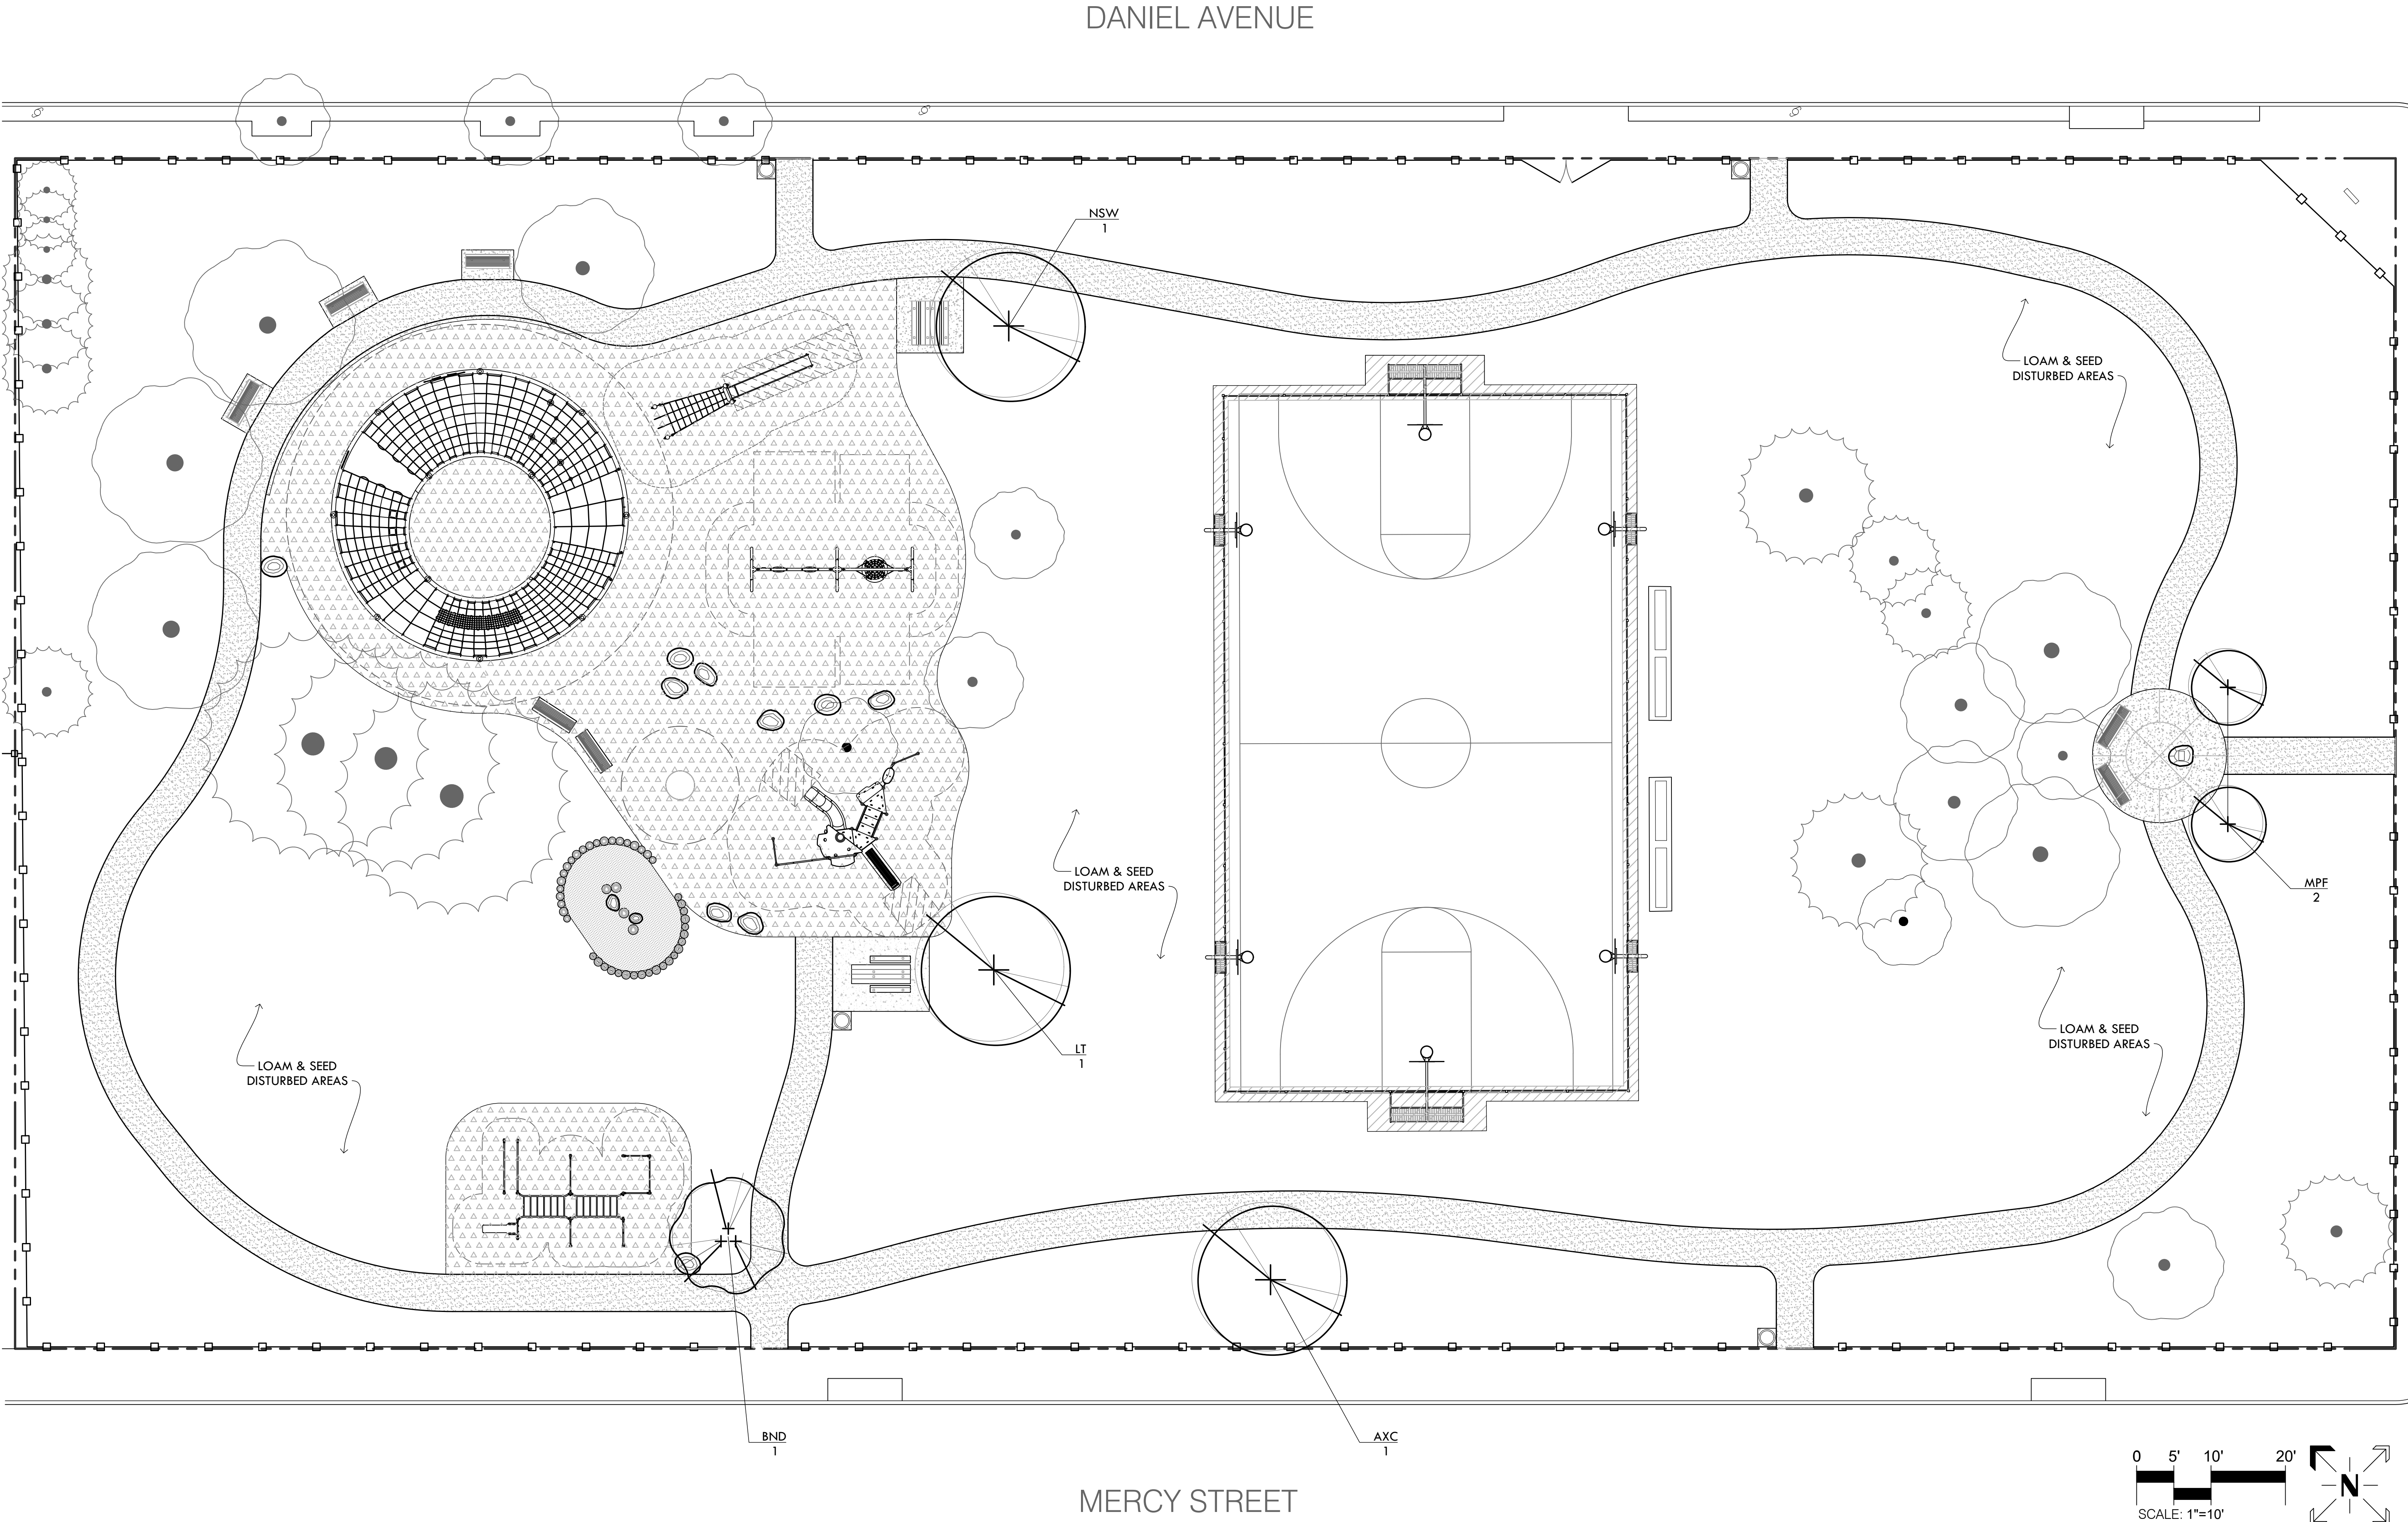 DANIEL AVENUE
NSW
1
LOAM & SEED
DISTURBED AREAS
LOAM & SEED
DISTURBED AREAS
MPF
2
LOAM & SEED
DISTURBED AREAS
LT
1
LOAM & SEED
DISTURBED AREAS
BND
1
AXC
1
MERCY STREET
0 5' 10' 20'
SCALE: 1"=10'
N